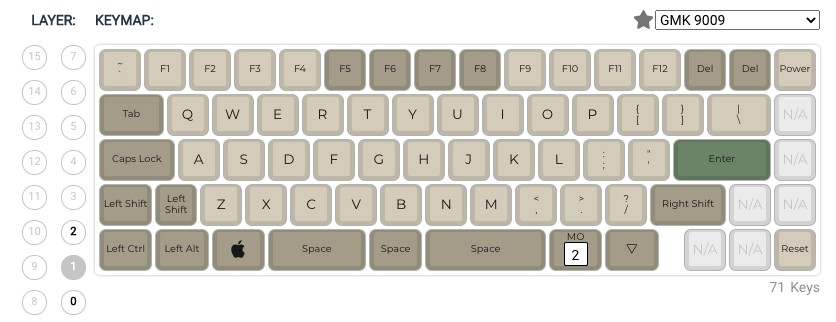 LAYER: KEYMAP: GMK 9009
15 7 ~ ` F1 F2 F3 F4 F5 F6 F7 F8 F9 F10 F11 F12 Del Del Power
14 6 Tab Q W E R T Y U I O P { [ } ] | \ N/A
13 5
12 4 Caps Lock A S D F G H J K L : ; " ' Enter N/A
11 3 Left Shift Left Shift Z X C V B N M < , > . ? / Right Shift N/A N/A
10 2 Left Ctrl Left Alt Space Space Space MO 2 ▽ N/A N/A Reset
9 1
71 Keys
8 0